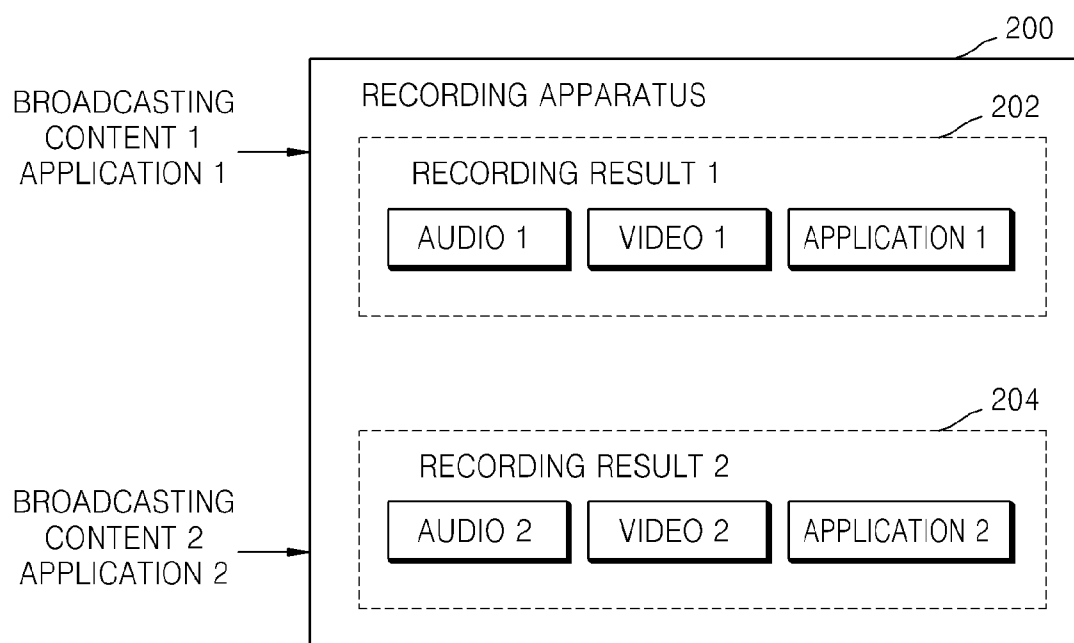 200
RECORDING APPARATUS
BROADCASTING
CONTENT 1
APPLICATION 1
202
RECORDING RESULT 1
AUDIO 1
VIDEO 1
APPLICATION 1
204
RECORDING RESULT 2
AUDIO 2
VIDEO 2
APPLICATION 2
BROADCASTING
CONTENT 2
APPLICATION 2